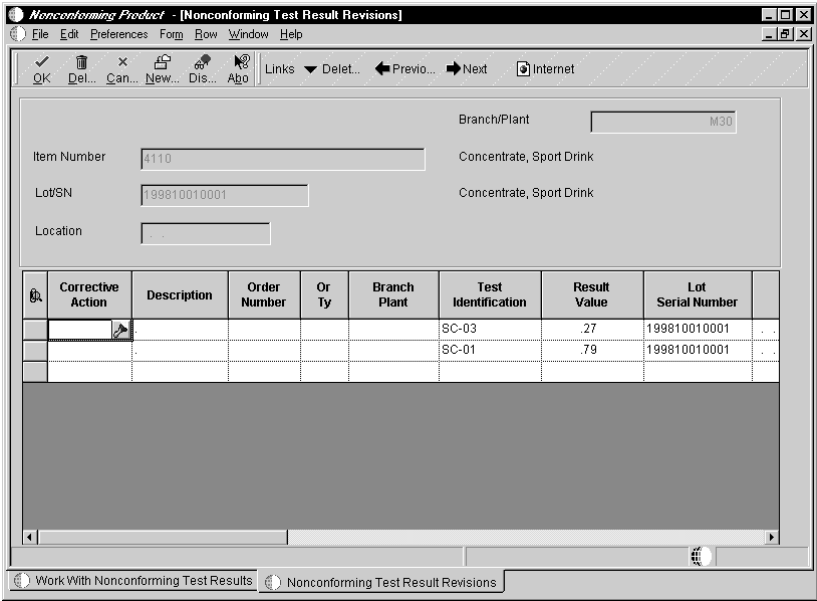 Nonconforming Product - [Nonconforming Test Result Revisions]
File Edit Preferences Form Row Window Help
OK Del... Can... New... Dis... Abo Links Delet... Previo... Next Internet
Branch/Plant M30
Item Number 4110 Concentrate, Sport Drink
Lot/SN 199810010001 Concentrate, Sport Drink
Location . .
Corrective Action Description Order Number Or Ty Branch Plant Test Identification Result Value Lot Serial Number
. SC-03 .27 199810010001 . .
. SC-01 .79 199810010001 . .
Work With Nonconforming Test Results Nonconforming Test Result Revisions